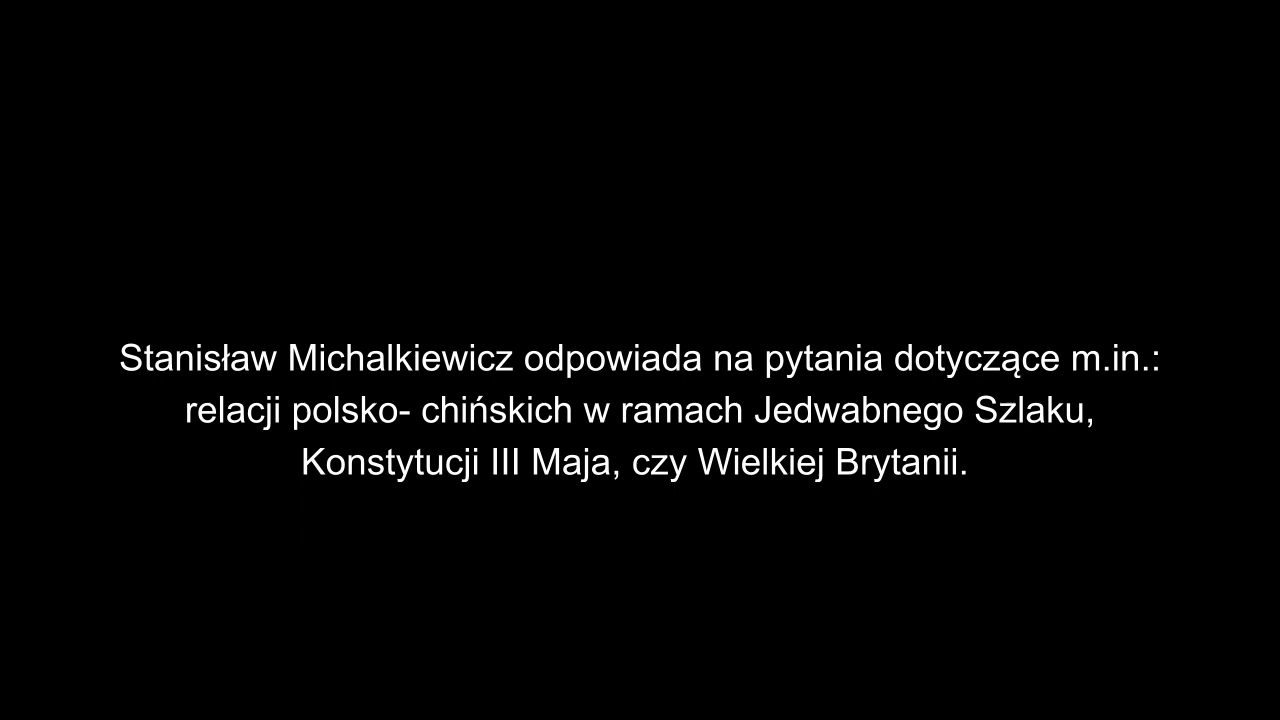 Stanisław Michalkiewicz odpowiada na pytania dotyczące m.in.:
relacji polsko- chińskich w ramach Jedwabnego Szlaku,
Konstytucji III Maja, czy Wielkiej Brytanii.